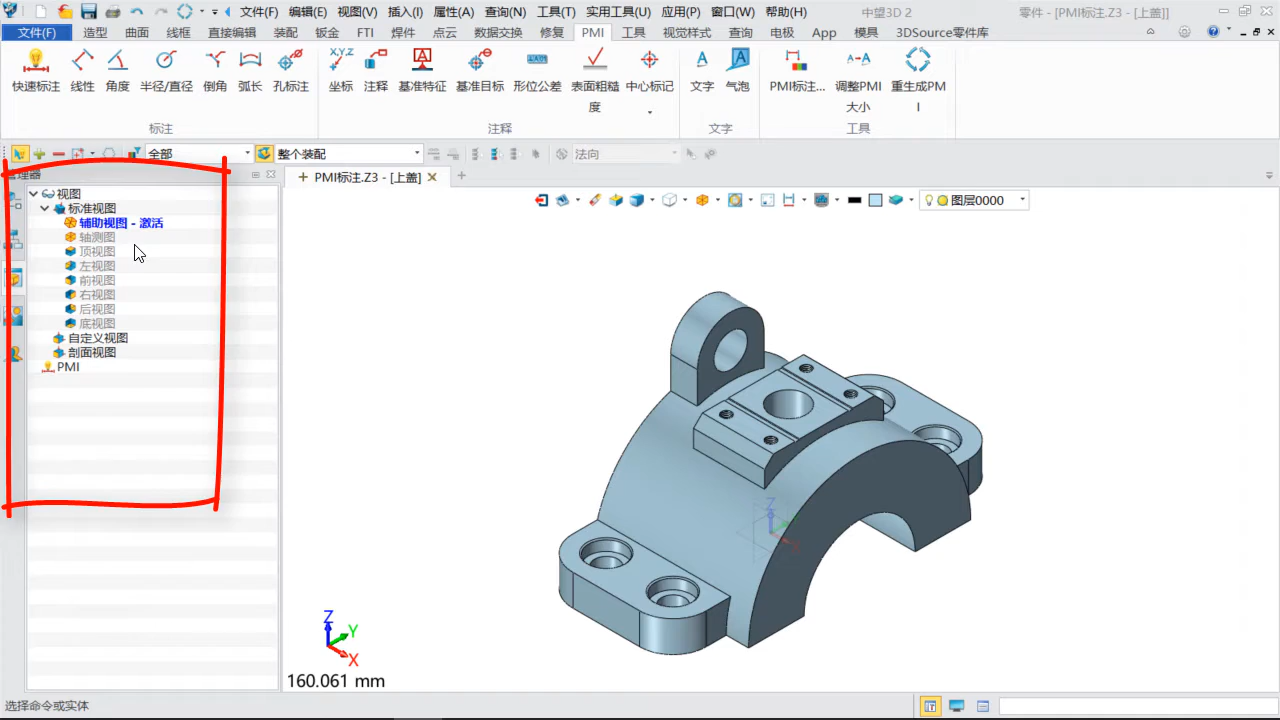 文件(F) 编辑(E) 视图(V) 插入(I) 属性(A) 查询(N) 工具(T) 实用工具(U) 应用(P) 窗口(W) 帮助(H) 中望3D 2 零件 - [PMI标注.Z3 - [上盖]]
文件(F) 造型 曲面 线框 直接编辑 装配 钣金 FTI 焊件 点云 数据交换 修复 PMI 工具 视觉样式 查询 电极 App 模具 3DSource零件库
X,Y,Z
快速标注 线性 角度 半径/直径 倒角 弧长 孔标注 坐标 注释 基准特征 基准目标 形位公差 表面粗糙度 中心标记 文字 气泡 PMI标注... 调整PMI大小 重生成PMI
标注 注释 文字 工具
全部 整个装配 法向
管理器
PMI标注.Z3 - [上盖]
视图
标准视图
辅助视图 - 激活
轴测图
顶视图
左视图
前视图
右视图
后视图
底视图
自定义视图
剖面视图
PMI
图层0000
Z
Z
Y
X
160.061 mm
选择命令或实体